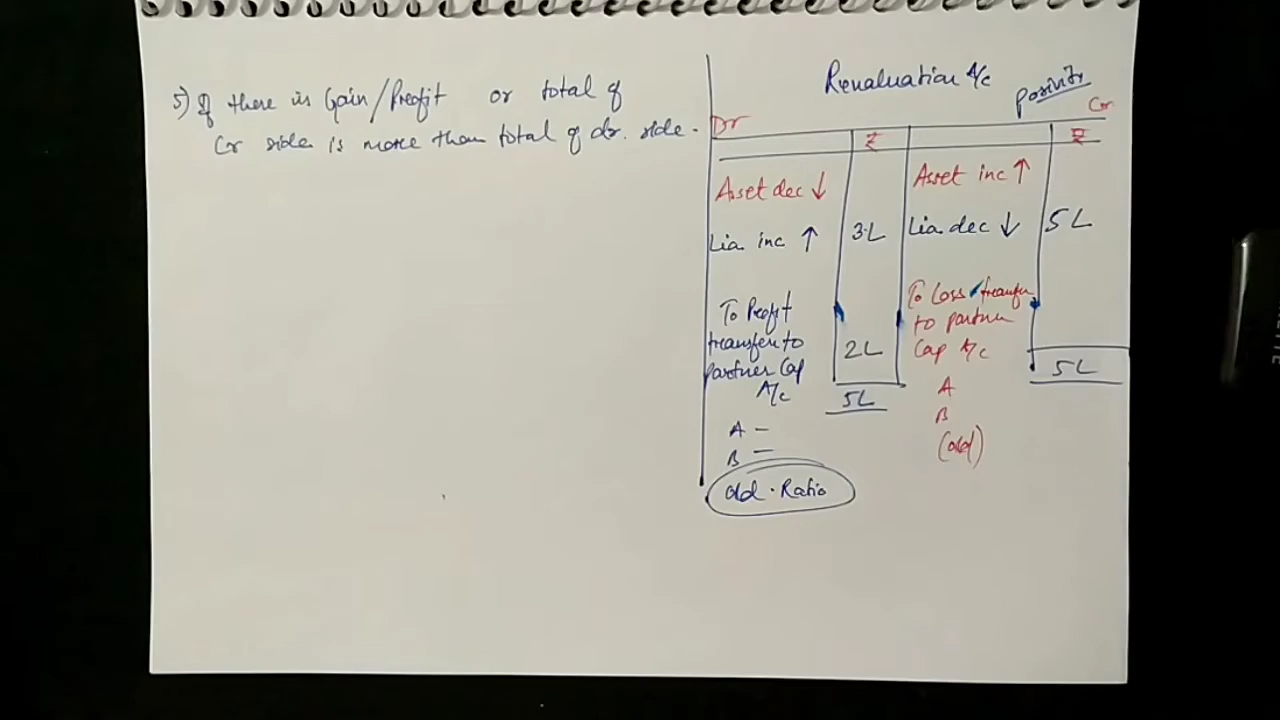 5) If there is Gain/Profit or total of
Cr side is more than total of dr. side.
Revaluation A/c
Positive
Dr
Cr
₹
₹
Asset dec ↓
Lia inc ↑
3L
To Profit
transfer to
partner Cap
A/c
2L
5L
A –
B –
Old Ratio
Asset inc ↑
Lia dec ↓
5L
To Loss transfer
to partner
Cap A/c
5L
A
B
(old)